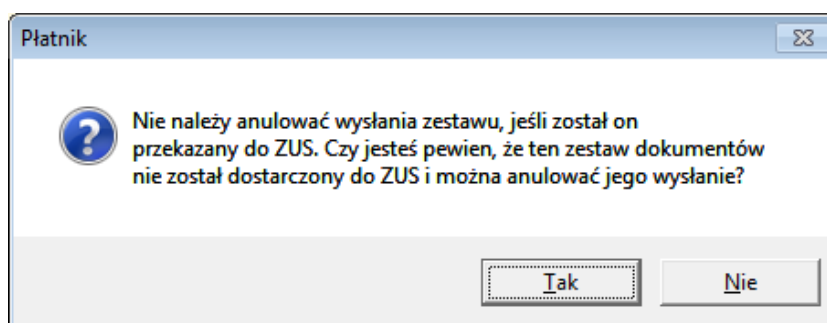 Płatnik
Nie należy anulować wysłania zestawu, jeśli został on
przekazany do ZUS. Czy jesteś pewien, że ten zestaw dokumentów
nie został dostarczony do ZUS i można anulować jego wysłanie?
Tak
Nie